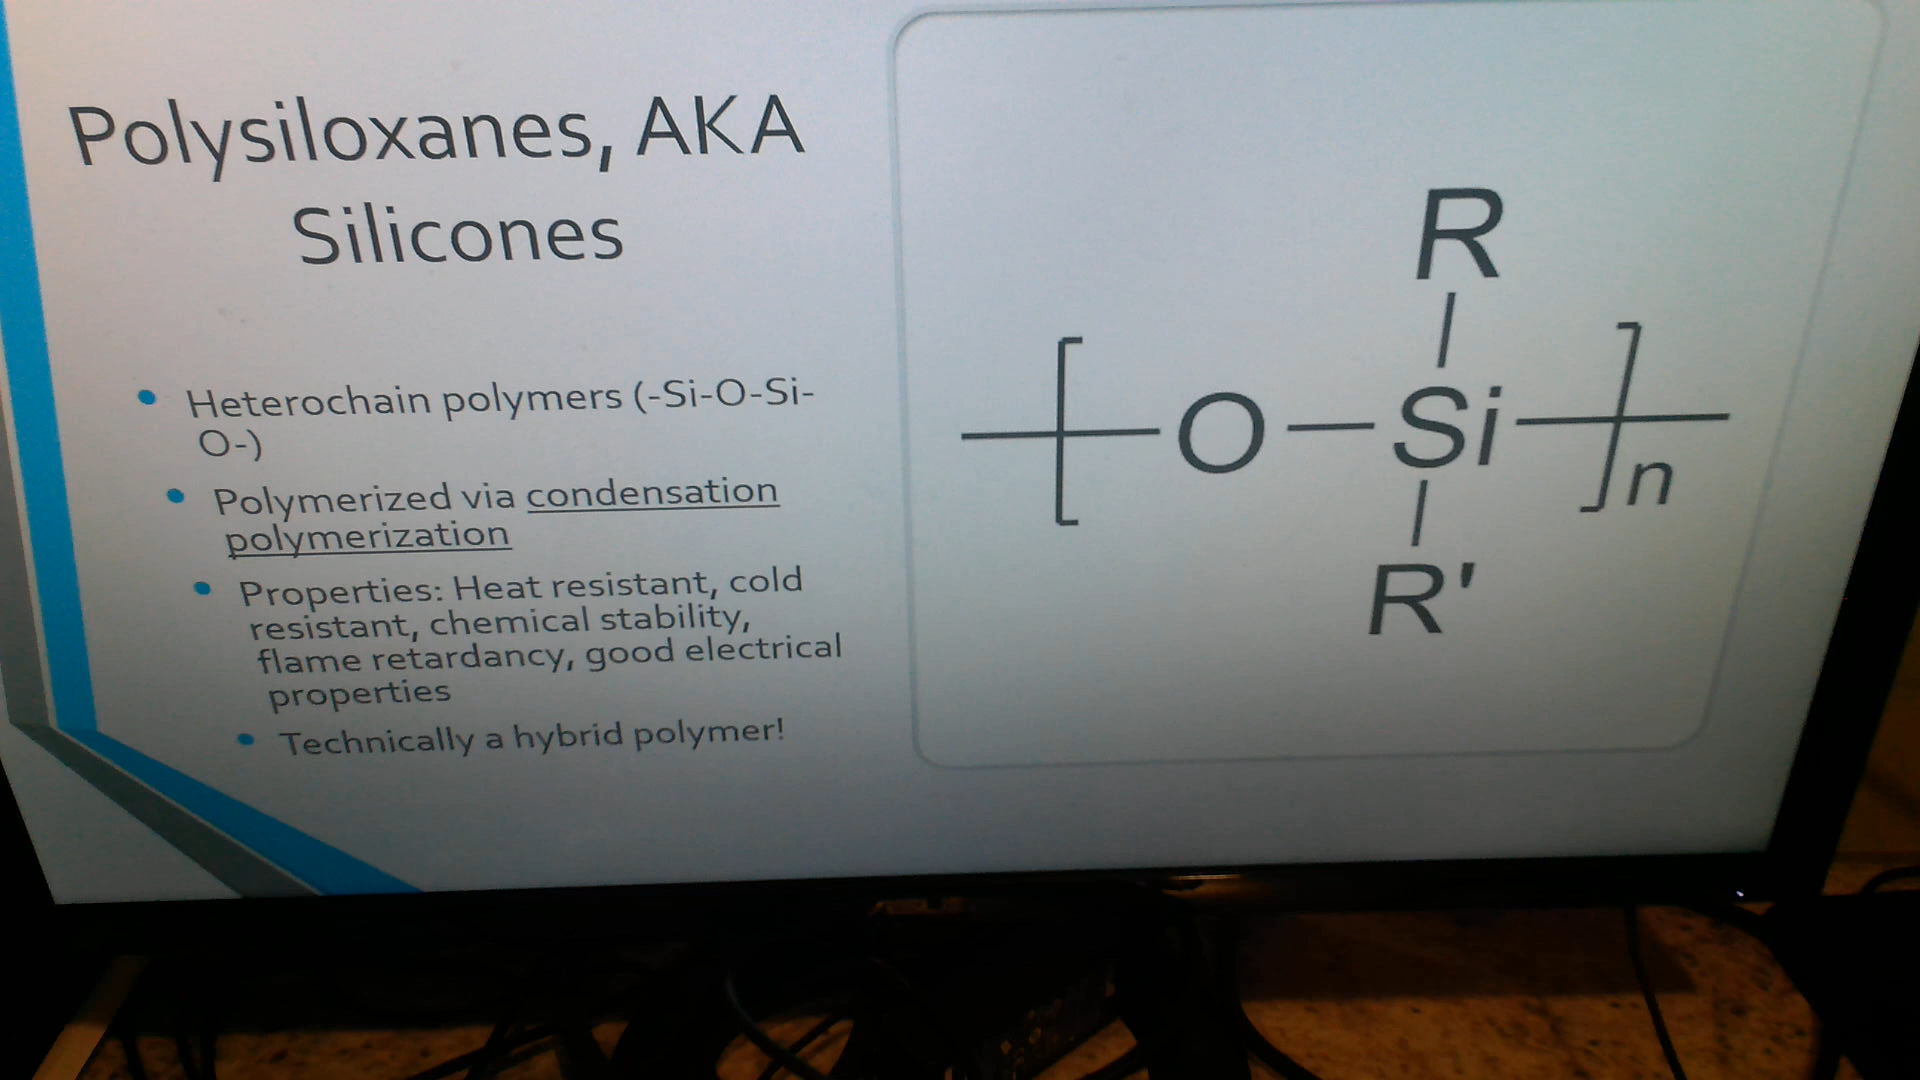 Polysiloxanes, AKA
Silicones
Heterochain polymers (-Si-O-Si-
O-)
Polymerized via condensation
polymerization
Properties: Heat resistant, cold
resistant, chemical stability,
flame retardancy, good electrical
properties
Technically a hybrid polymer!
R
O
Si
n
R'